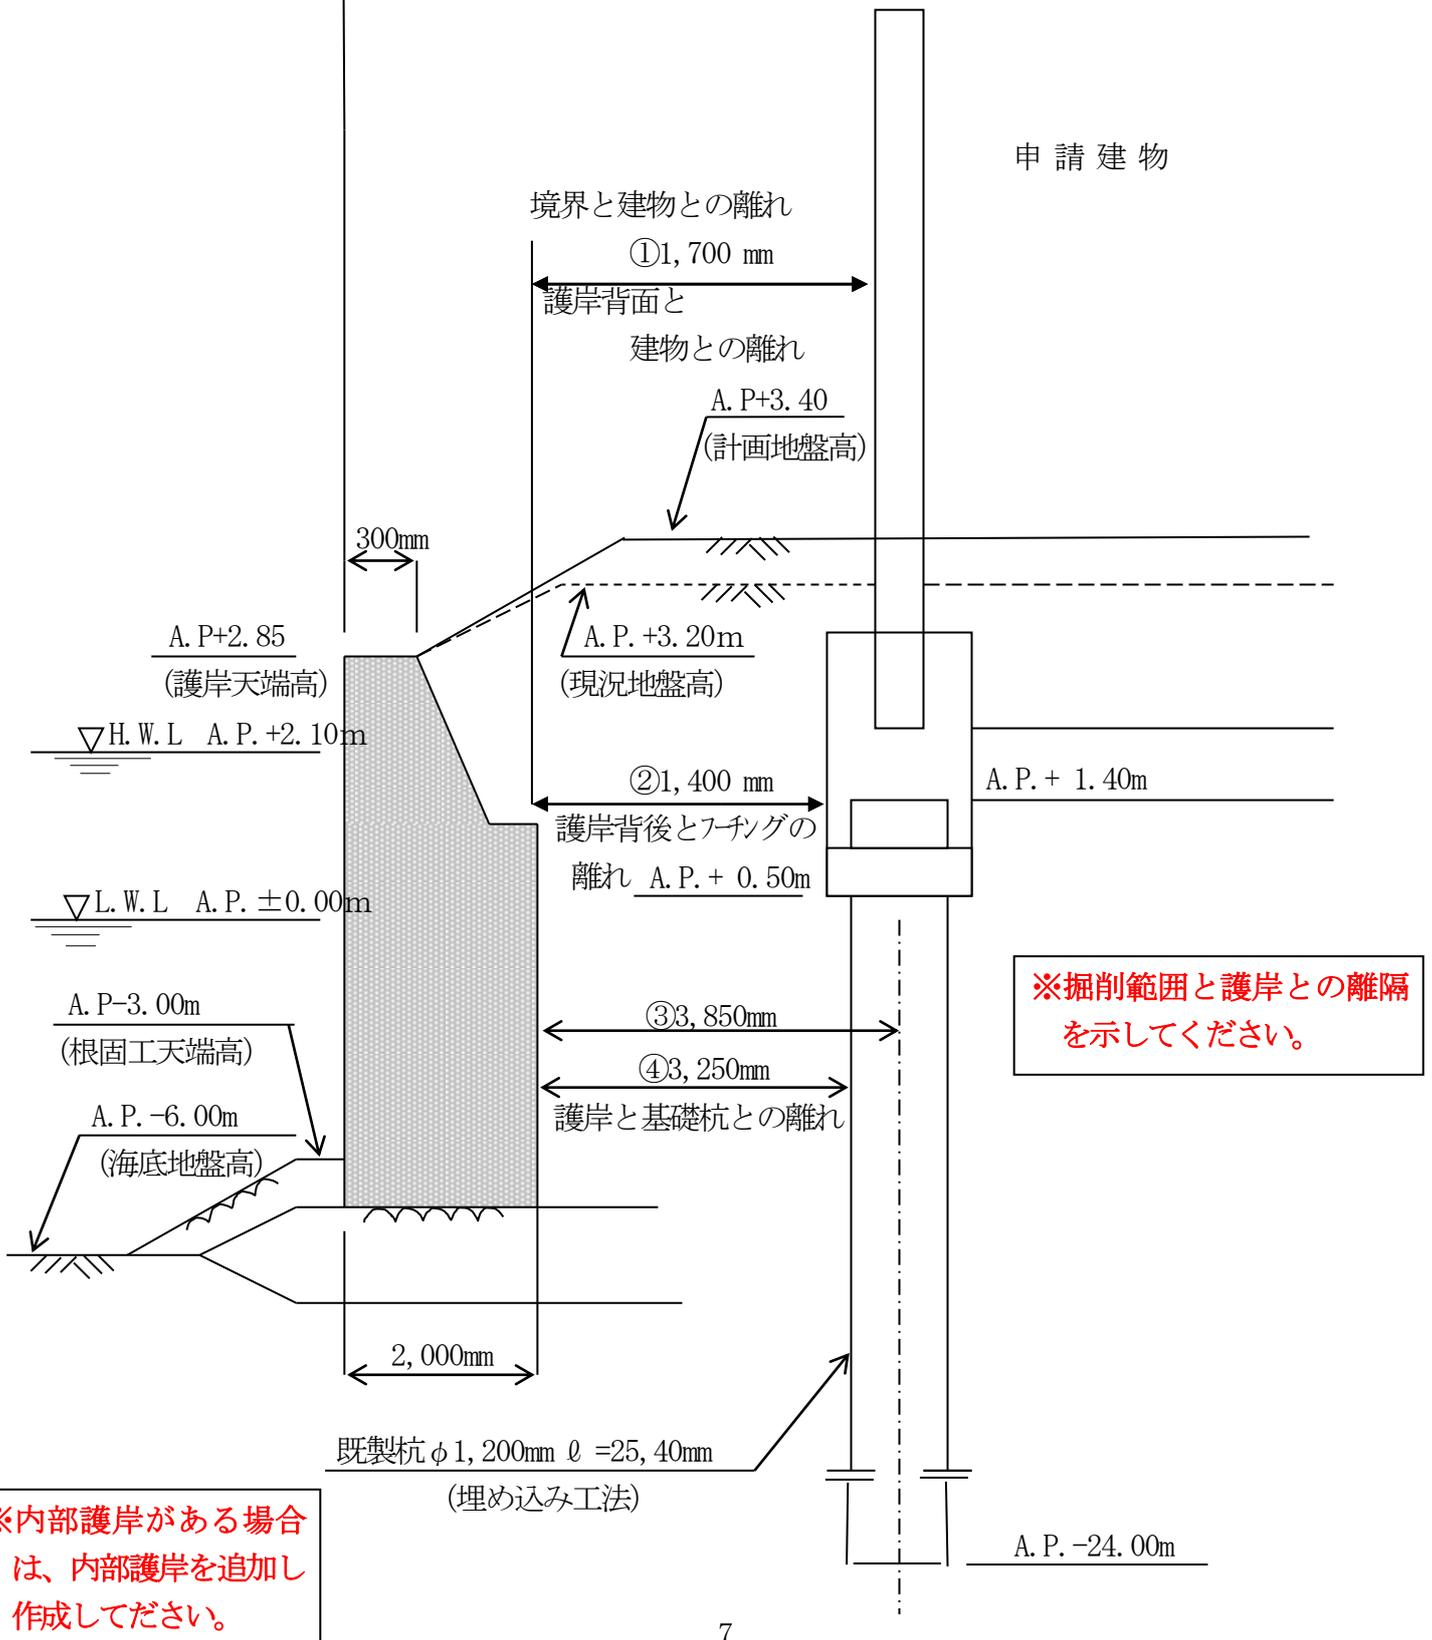 申請建物
境界と建物との離れ
①1,700 mm
護岸背面と
建物との離れ
A.P+3.40
(計画地盤高)
300mm
A.P+2.85
(護岸天端高)
A.P.+3.20m
(現況地盤高)
H.W.L A.P.+2.10m
②1,400 mm
A.P.+ 1.40m
護岸背後とフーチングの
離れ A.P.+ 0.50m
L.W.L A.P.±0.00m
※掘削範囲と護岸との離隔
を示してください。
A.P-3.00m
(根固工天端高)
③3,850mm
④3,250mm
護岸と基礎杭との離れ
A.P.-6.00m
(海底地盤高)
2,000mm
既製杭φ1,200mm ℓ =25,40mm
(埋め込み工法)
※内部護岸がある場合
は、内部護岸を追加し
作成してださい。
A.P.-24.00m
7